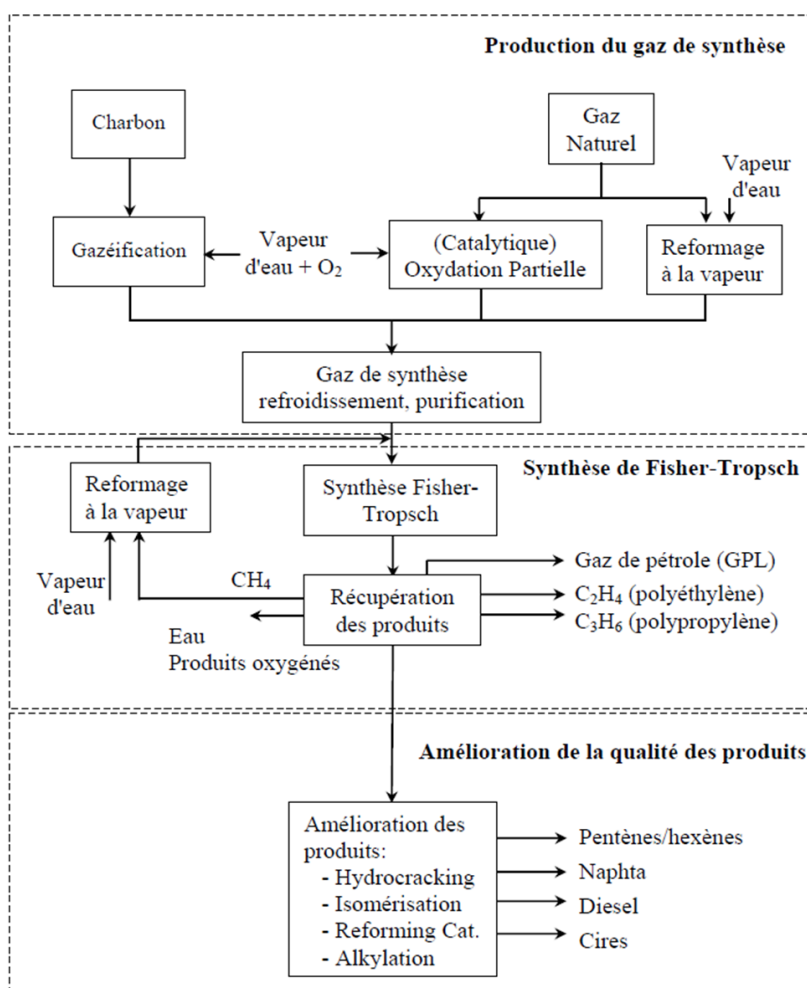 Production du gaz de synthèse
Charbon
Gaz
Naturel
Vapeur
d'eau
Gazéification
Vapeur
d'eau + O₂
(Catalytique)
Oxydation Partielle
Reformage
à la vapeur
Gaz de synthèse
refroidissement, purification
Synthèse de Fisher-Tropsch
Reformage
à la vapeur
Synthèse Fisher-
Tropsch
Vapeur
d'eau
CH₄
Récupération
des produits
Gaz de pétrole (GPL)
C₂H₄ (polyéthylène)
C₃H₆ (polypropylène)
Eau
Produits oxygénés
Amélioration de la qualité des produits
Amélioration des
produits:
- Hydrocracking
- Isomérisation
- Reforming Cat.
- Alkylation
Pentènes/hexènes
Naphta
Diesel
Cires